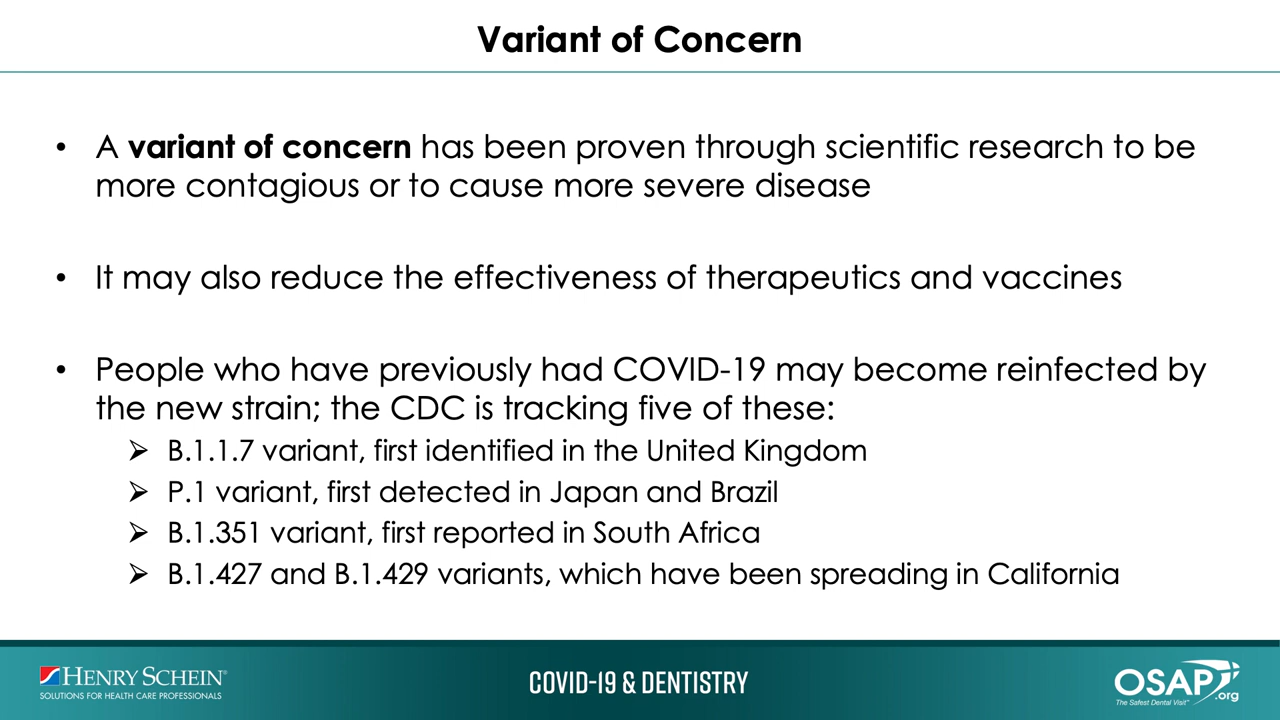 Variant of Concern
• A variant of concern has been proven through scientific research to be
more contagious or to cause more severe disease
• It may also reduce the effectiveness of therapeutics and vaccines
• People who have previously had COVID-19 may become reinfected by
the new strain; the CDC is tracking five of these:
➢ B.1.1.7 variant, first identified in the United Kingdom
➢ P.1 variant, first detected in Japan and Brazil
➢ B.1.351 variant, first reported in South Africa
➢ B.1.427 and B.1.429 variants, which have been spreading in California
HENRY SCHEIN®
SOLUTIONS FOR HEALTH CARE PROFESSIONALS
COVID-19 & DENTISTRY
OSAP.org
The Safest Dental Visit™